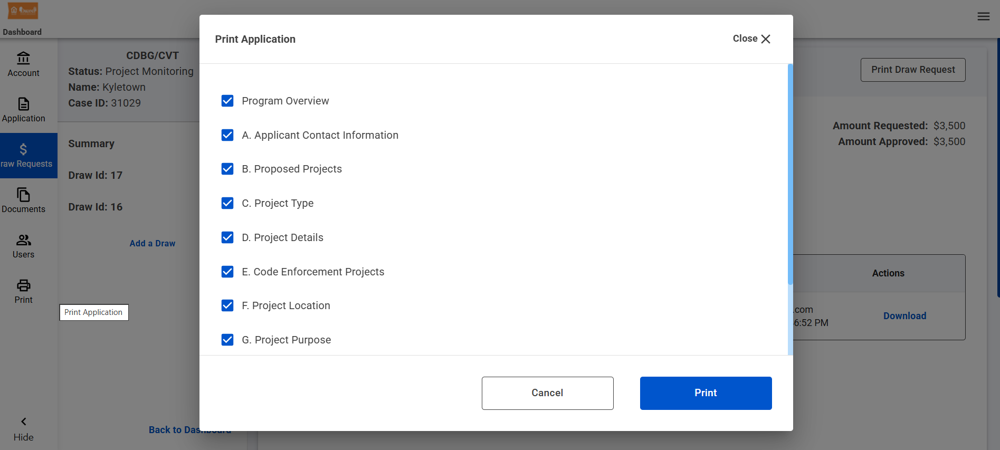 Dashboard
Account
Application
raw Requests
Documents
Users
Print
Hide
CDBG/CVT
Status: Project Monitoring
Name: Kyletown
Case ID: 31029
Summary
Draw Id: 17
Draw Id: 16
Add a Draw
Print Application
Back to Dashboard
Print Application
Close
Program Overview
A. Applicant Contact Information
B. Proposed Projects
C. Project Type
D. Project Details
E. Code Enforcement Projects
F. Project Location
G. Project Purpose
Cancel
Print
Print Draw Request
Amount Requested: $3,500
Amount Approved: $3,500
Actions
.com
6:52 PM
Download